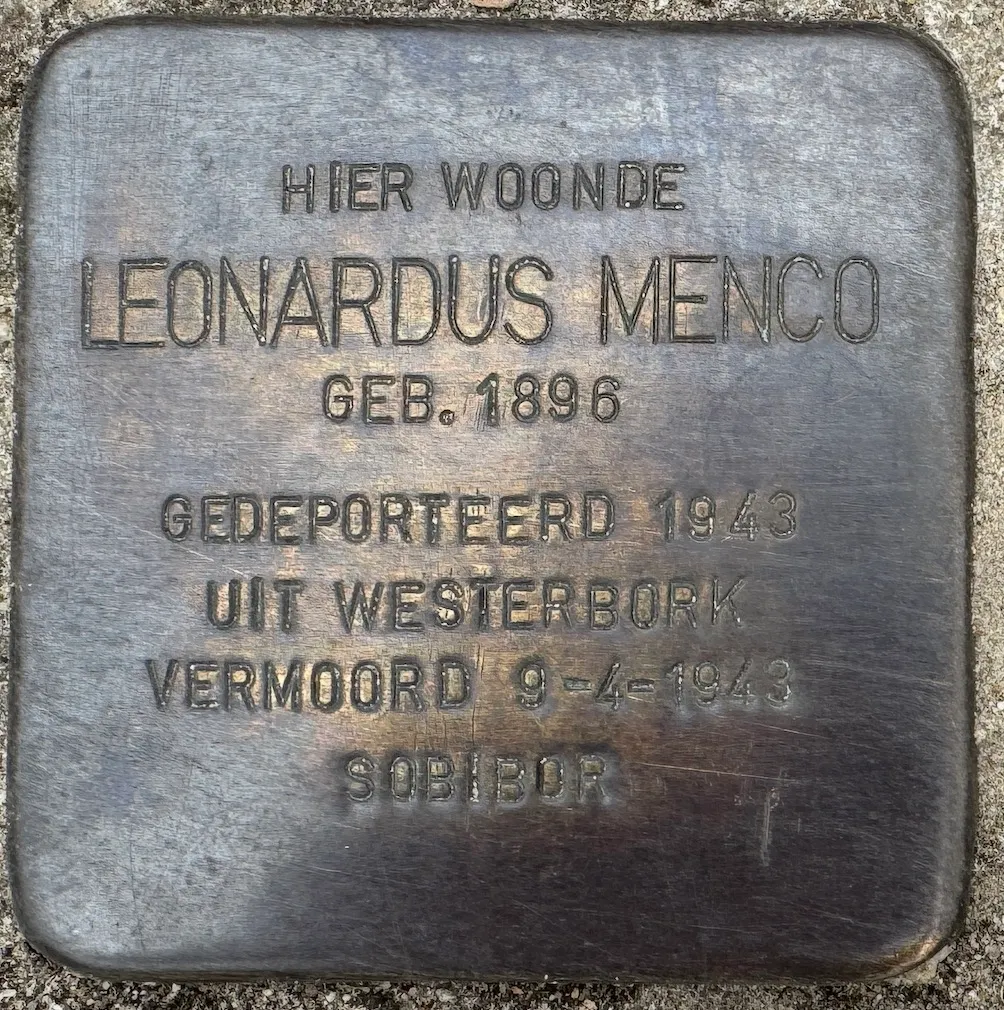 HIER WOONDE
LEONARDUS MENCO
GEB. 1896
GEDEPORTEERD 1943
UIT WESTERBORK
VERMOORD 9-4-1943
SOBIBOR